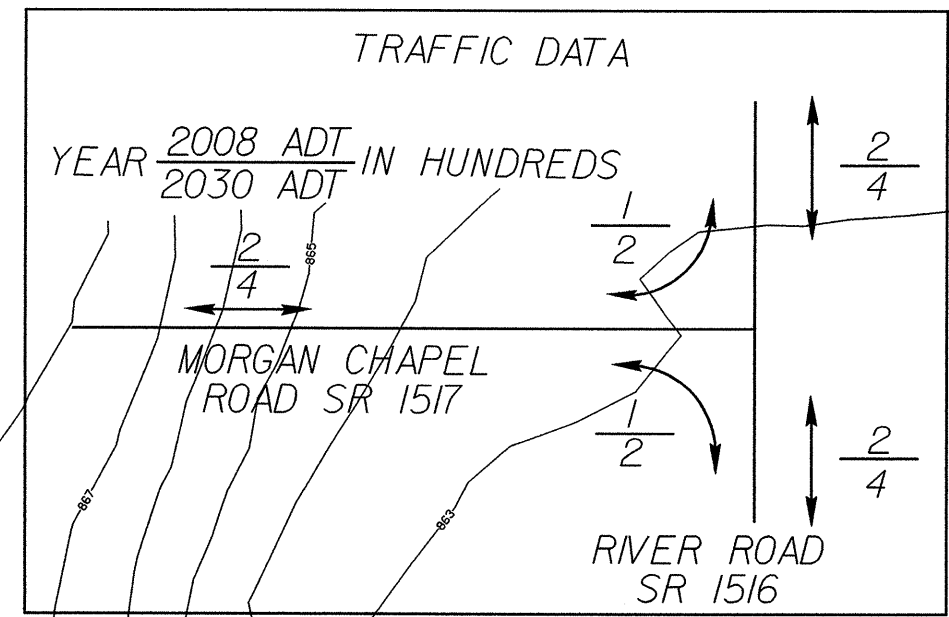 TRAFFIC DATA
YEAR 2008 ADT IN HUNDREDS
2030 ADT
2
4
1
2
2
4
865
MORGAN CHAPEL
ROAD SR 1517
1
2
2
4
867
863
RIVER ROAD
SR 1516